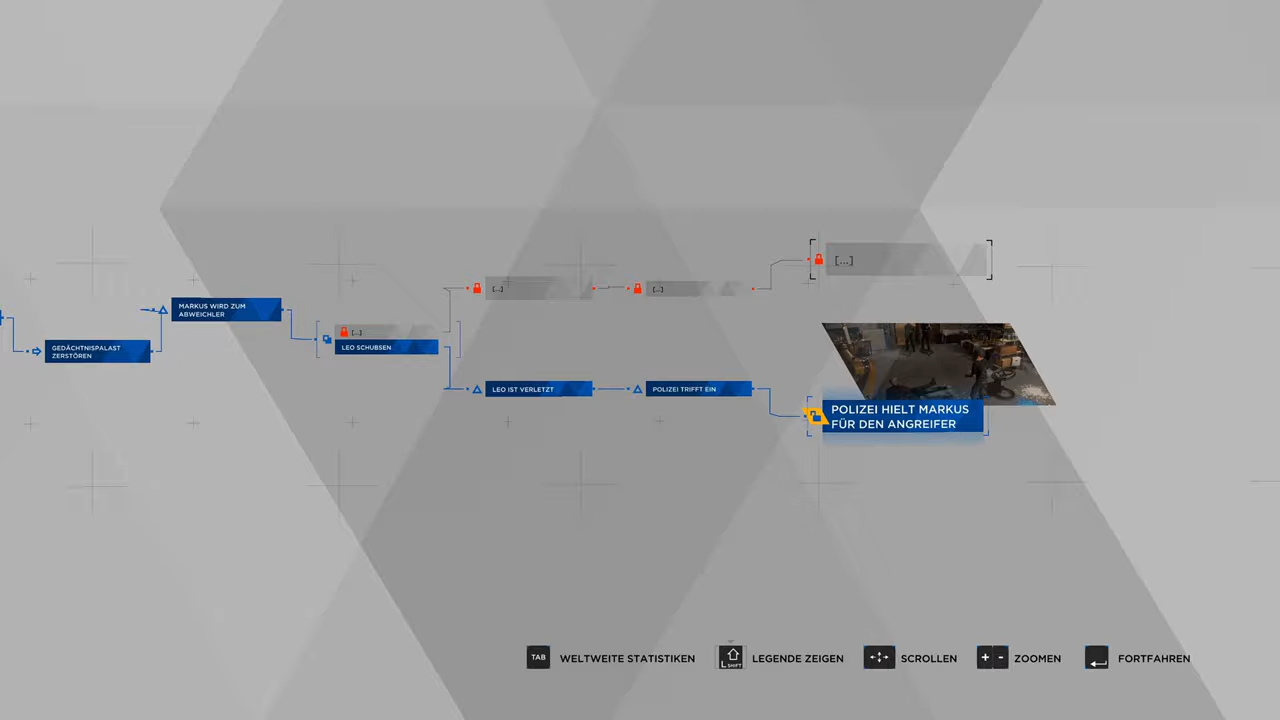 [...]
[...]
[...]
MARKUS WIRD ZUM
ABWEICHLER
[...]
LEO SCHUBSEN
GEDÄCHTNISPALAST
ZERSTÖREN
LEO IST VERLETZT
POLIZEI TRIFFT EIN
POLIZEI HIELT MARKUS
FÜR DEN ANGREIFER
TAB WELTWEITE STATISTIKEN
L SHIFT LEGENDE ZEIGEN
SCROLLEN
+ - ZOOMEN
FORTFAHREN